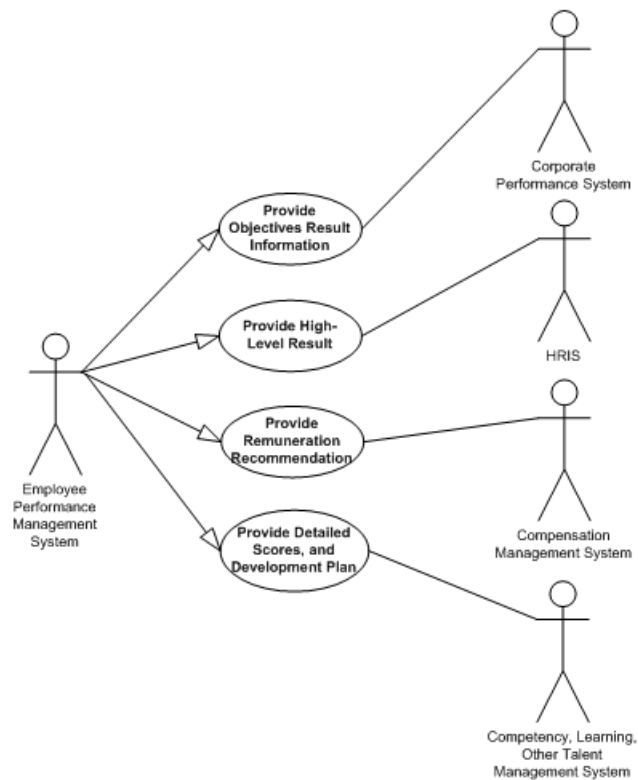 Corporate
Performance System
Provide
Objectives Result
Information
HRIS
Provide High-
Level Result
Employee
Performance
Management
System
Provide
Remuneration
Recommendation
Compensation
Management System
Provide Detailed
Scores, and
Development Plan
Competency, Learning,
Other Talent
Management System